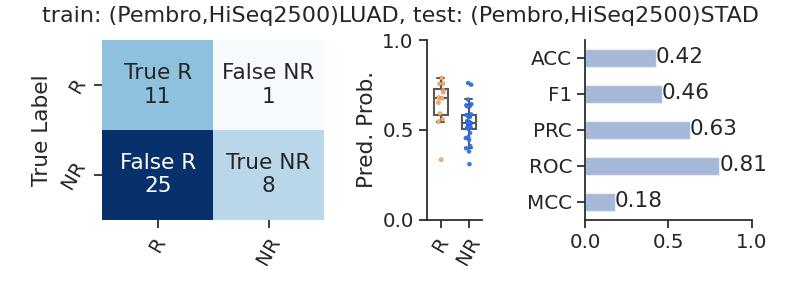 train: (Pembro,HiSeq2500)LUAD, test: (Pembro,HiSeq2500)STAD
True Label
R
NR
True R
11
False NR
1
False R
25
True NR
8
R
NR
Pred. Prob.
1.0
0.5
0.0
R
NR
ACC
0.42
F1
0.46
PRC
0.63
ROC
0.81
MCC
0.18
0.0
0.5
1.0